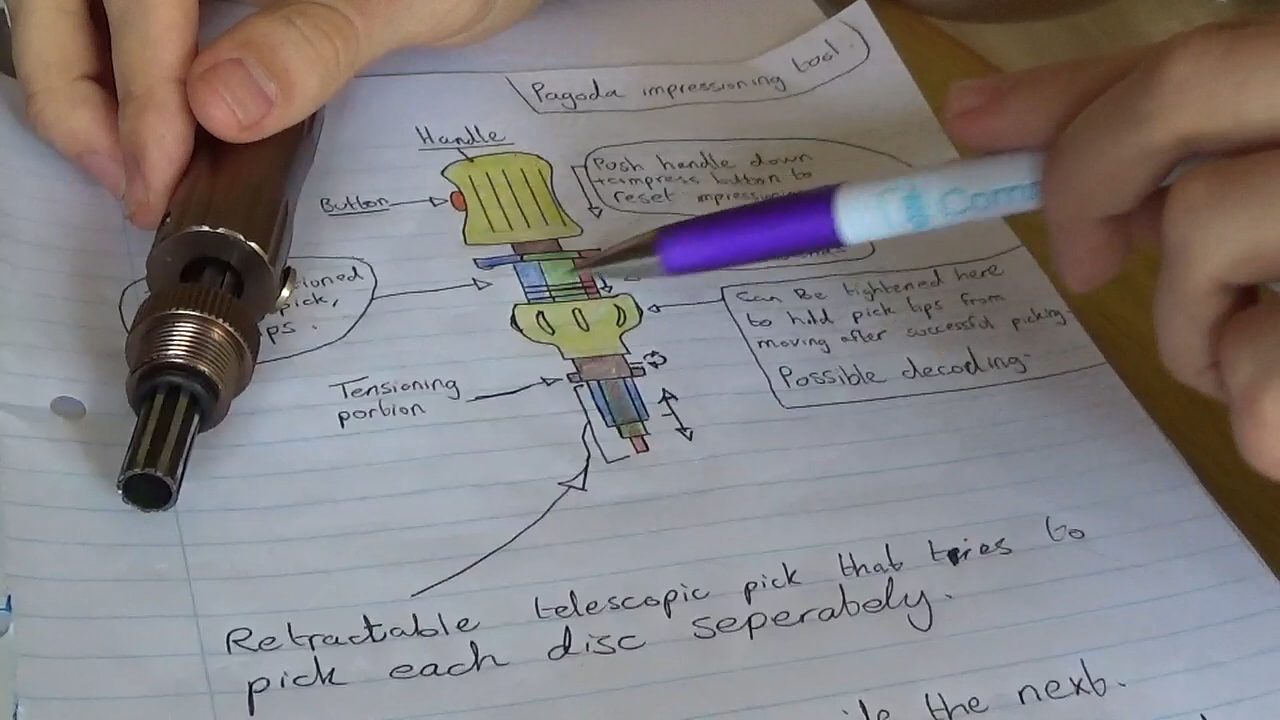 Pagoda impressioning tool.
Handle
Push handle down
+compress button to
reset
Button
pick,
Can Be tightened here
to hold pick tips from
moving after successful picking
Possible decoding
Tensioning
portion
Retractable telescopic pick that tries to
pick each disc seperabely.
the next.